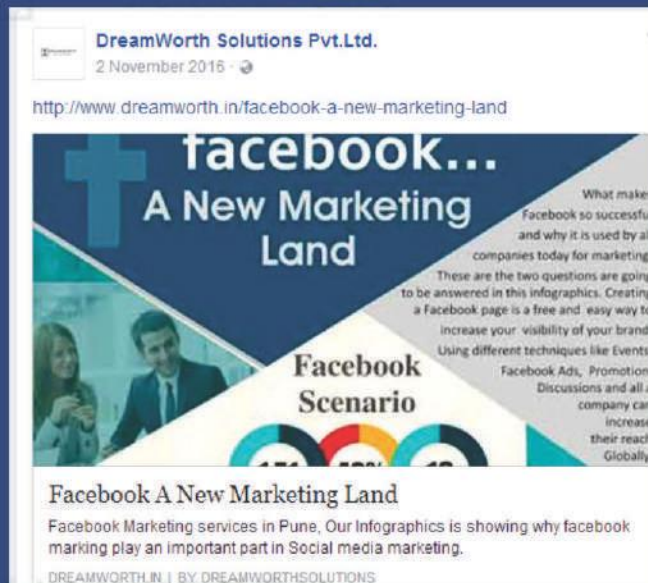 DreamWorth Solutions Pvt.Ltd.
2 November 2016
http://www.dreamworth.in/facebook-a-new-marketing-land
facebook...
A New Marketing
Land
What make
Facebook so successfu
and why it is used by al
companies today for marketing
These are the two questions are going
to be answered in this infographics. Creating
a Facebook page is a free and easy way to
increase your visibility of your brand
Using different techniques like Events
Facebook Ads, Promotion
Discussions and all
company can
increase
their reach
Globally
Facebook
Scenario
Facebook A New Marketing Land
Facebook Marketing services in Pune, Our Infographics is showing why facebook
marking play an important part in Social media marketing.
DREAMWORTH.IN | BY DREAMWORTHSOLUTIONS